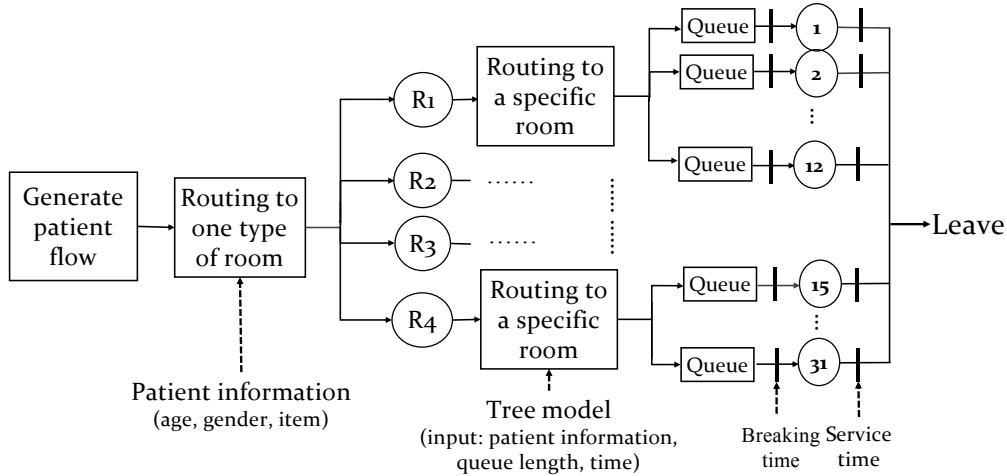 Generate
patient
flow
Routing to
one type
of room
Patient information
(age, gender, item)
R1
R2
R3
R4
Routing to
a specific
room
......
......
Routing to
a specific
room
Tree model
(input: patient information,
queue length, time)
Queue
1
Queue
2
Queue
12
Queue
15
Queue
31
Breaking
time
Service
time
Leave